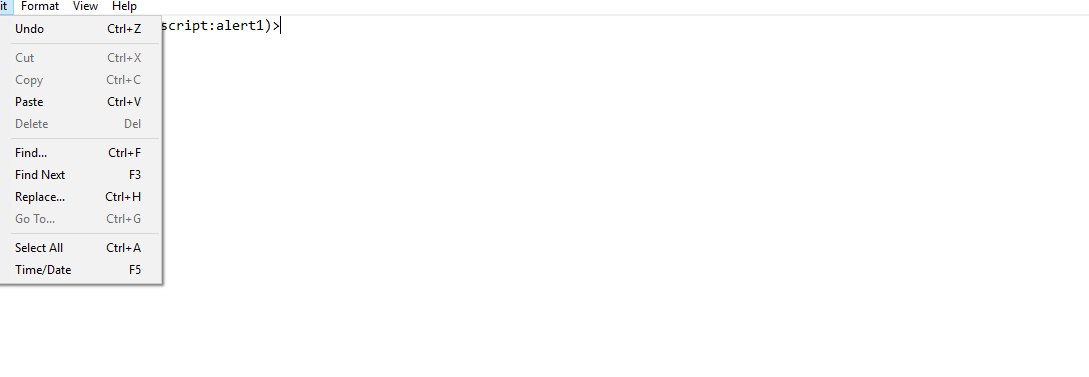 it Format View Help
script:alert1)>
Undo Ctrl+Z
Cut Ctrl+X
Copy Ctrl+C
Paste Ctrl+V
Delete Del
Find... Ctrl+F
Find Next F3
Replace... Ctrl+H
Go To... Ctrl+G
Select All Ctrl+A
Time/Date F5